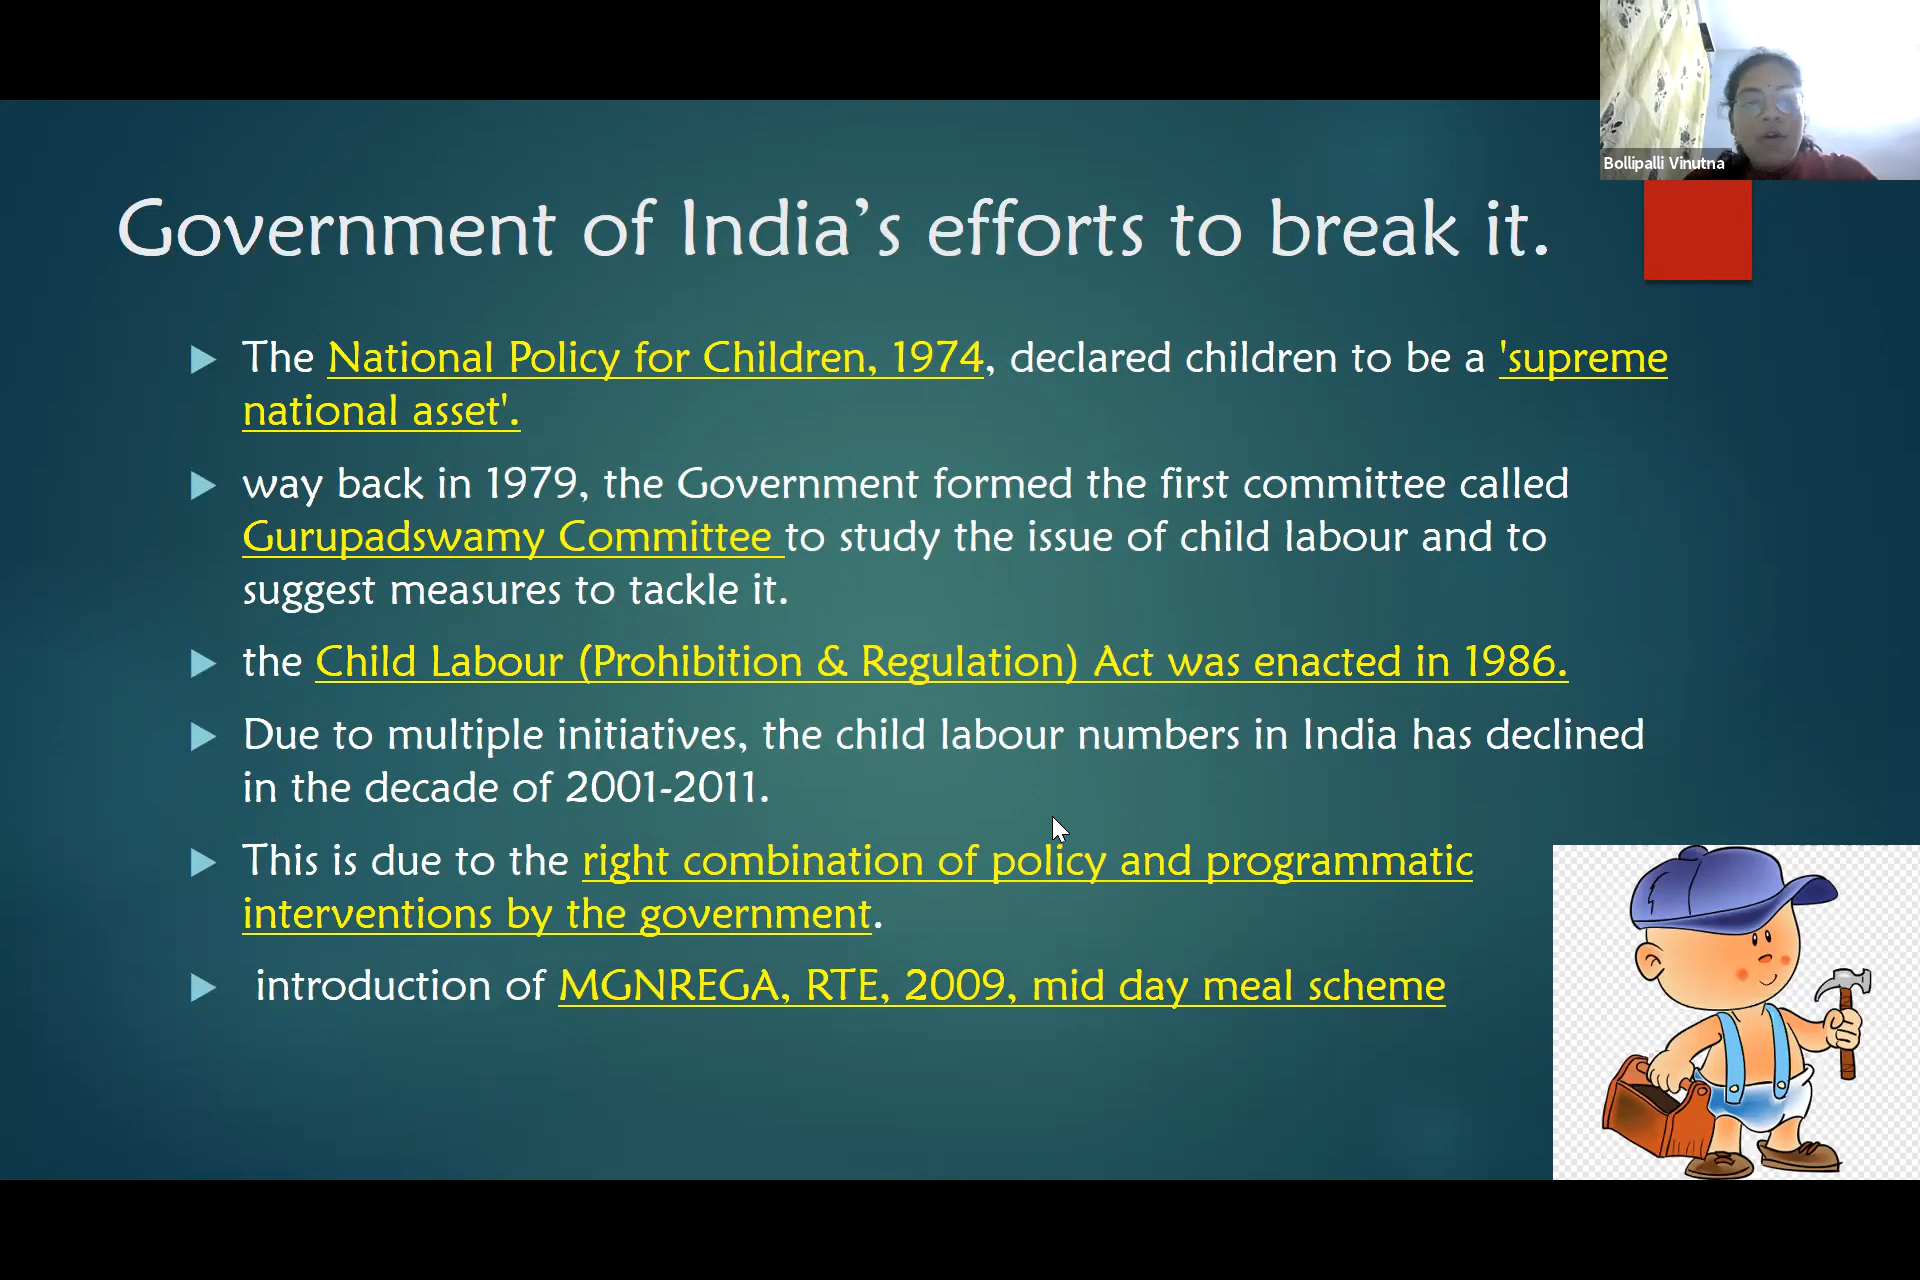 Bollipalli Vinutna
Government of India’s efforts to break it.
The National Policy for Children, 1974, declared children to be a 'supreme
national asset'.
way back in 1979, the Government formed the first committee called
Gurupadswamy Committee to study the issue of child labour and to
suggest measures to tackle it.
the Child Labour (Prohibition & Regulation) Act was enacted in 1986.
Due to multiple initiatives, the child labour numbers in India has declined
in the decade of 2001-2011.
This is due to the right combination of policy and programmatic
interventions by the government.
introduction of MGNREGA, RTE, 2009, mid day meal scheme